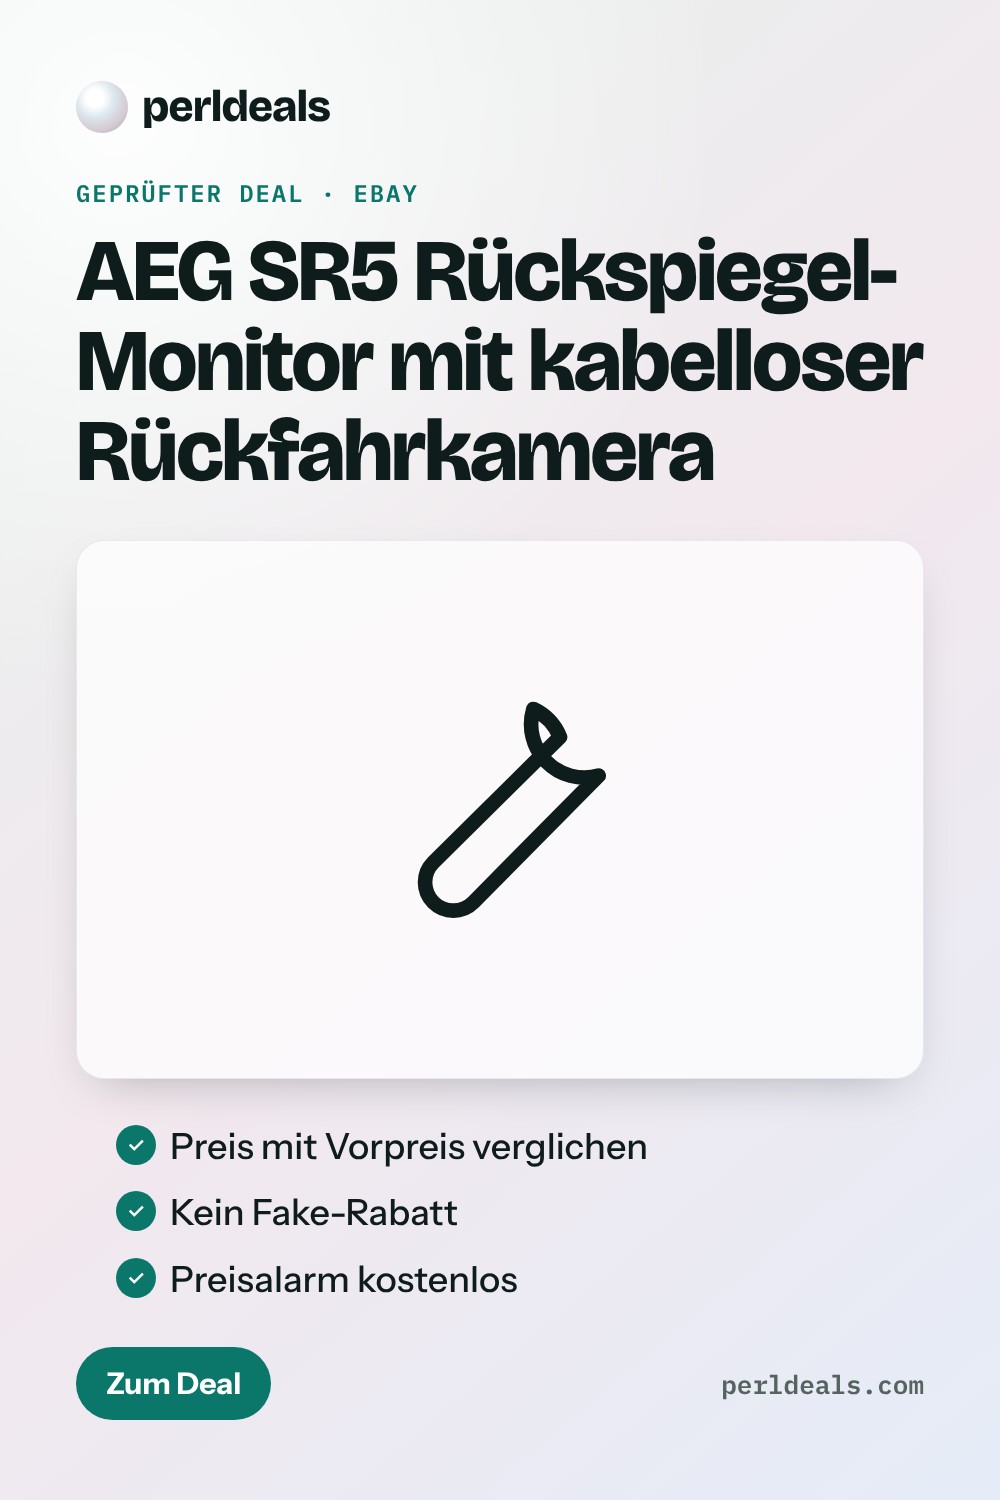 perldeals
GEPRÜFTER DEAL · EBAY
AEG SR5 Rückspiegel-
Monitor mit kabelloser
Rückfahrkamera
Preis mit Vorpreis verglichen
Kein Fake-Rabatt
Preisalarm kostenlos
Zum Deal
perldeals.com